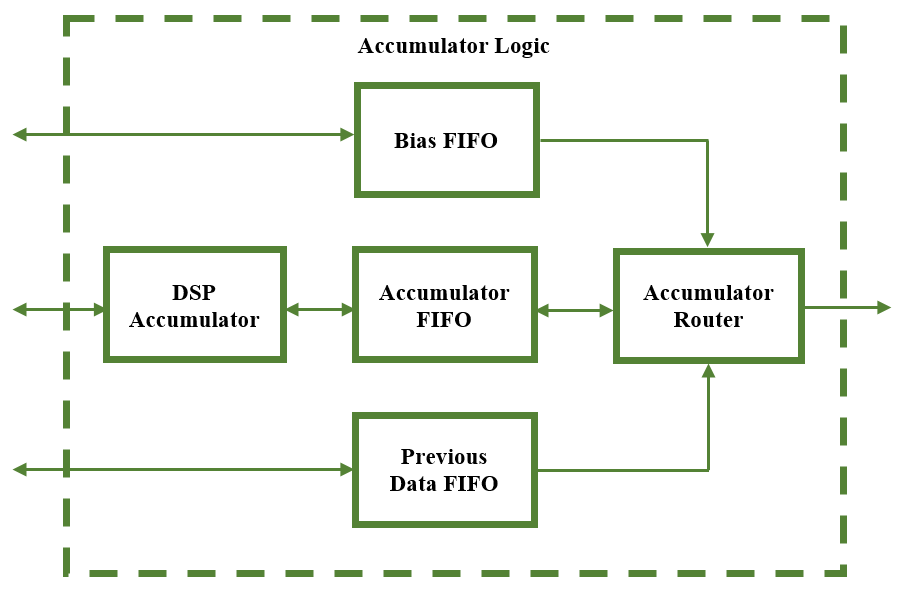 Accumulator Logic
Bias FIFO
DSP
Accumulator
Accumulator
FIFO
Accumulator
Router
Previous
Data FIFO